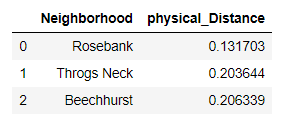 Neighborhood physical_Distance
0 Rosebank 0.131703
1 Throgs Neck 0.203644
2 Beechhurst 0.206339